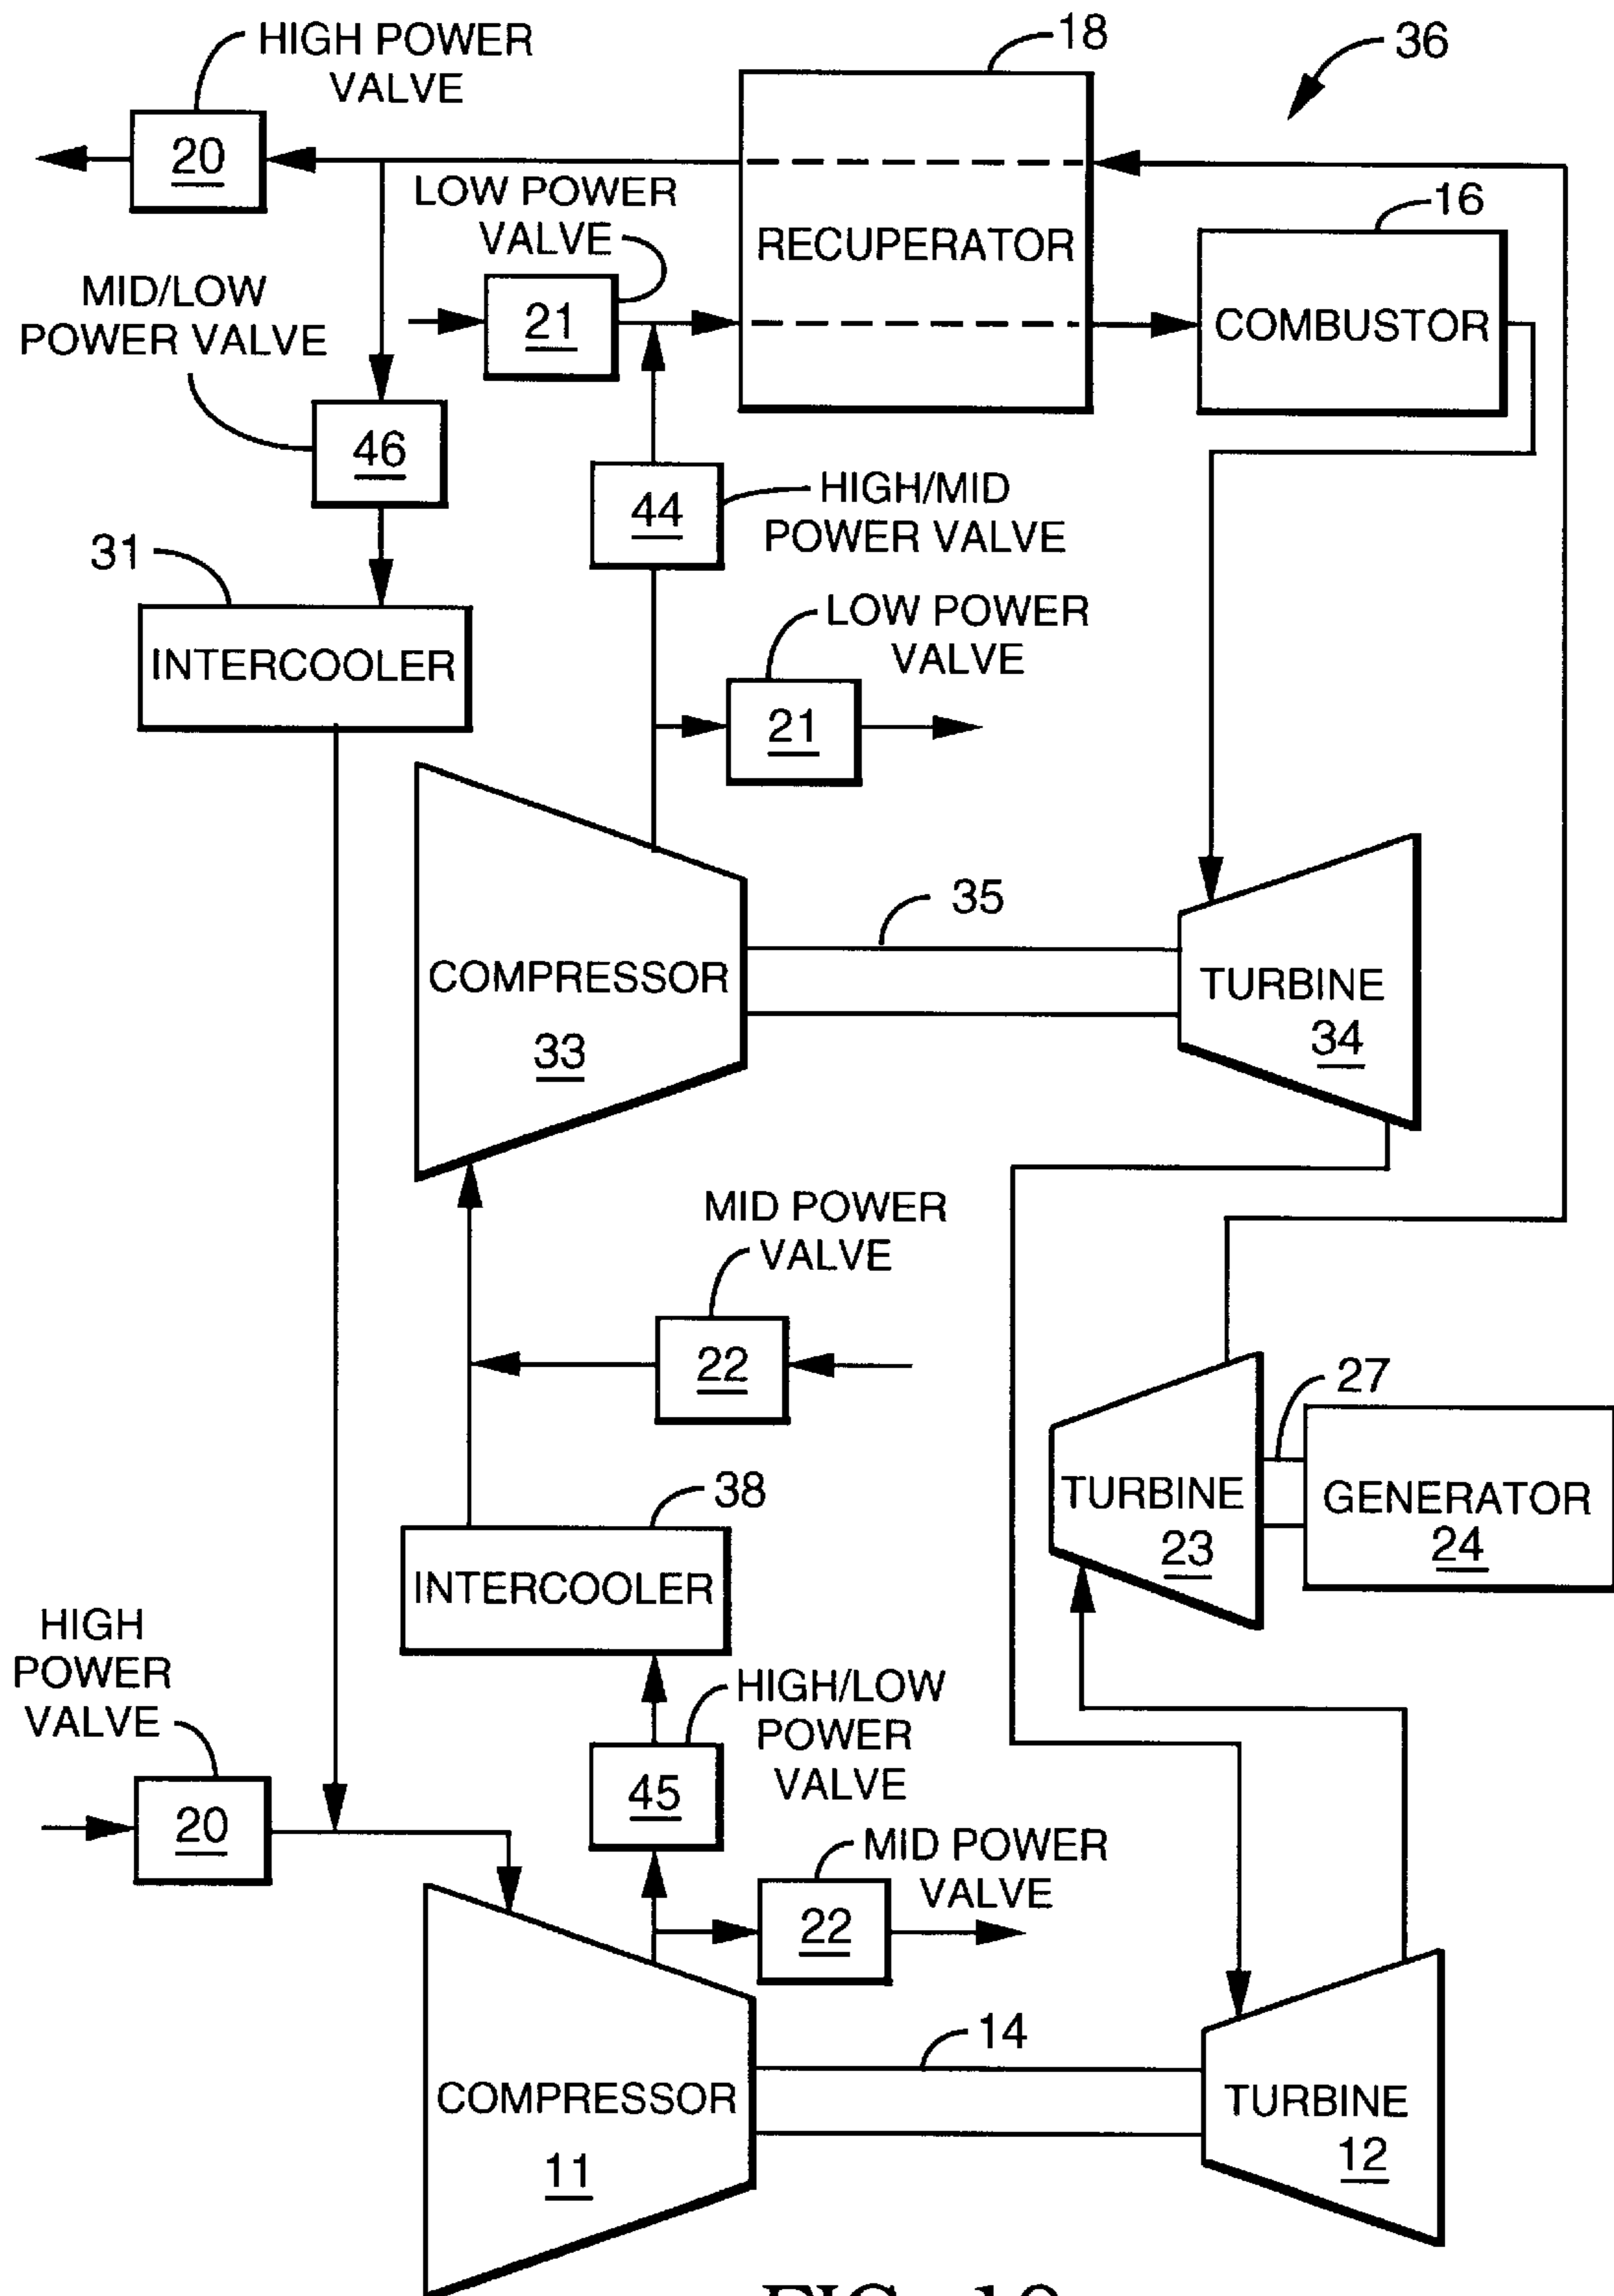 HIGH POWER
VALVE
20
18
36
LOW POWER
VALVE
21
RECUPERATOR
16
COMBUSTOR
MID/LOW
POWER VALVE
46
44
HIGH/MID
POWER VALVE
31
INTERCOOLER
LOW POWER
VALVE
21
35
COMPRESSOR
33
TURBINE
34
MID POWER
VALVE
22
27
TURBINE
23
GENERATOR
24
38
INTERCOOLER
HIGH
POWER
VALVE
20
HIGH/LOW
POWER
VALVE
45
MID POWER
VALVE
22
14
COMPRESSOR
11
TURBINE
12